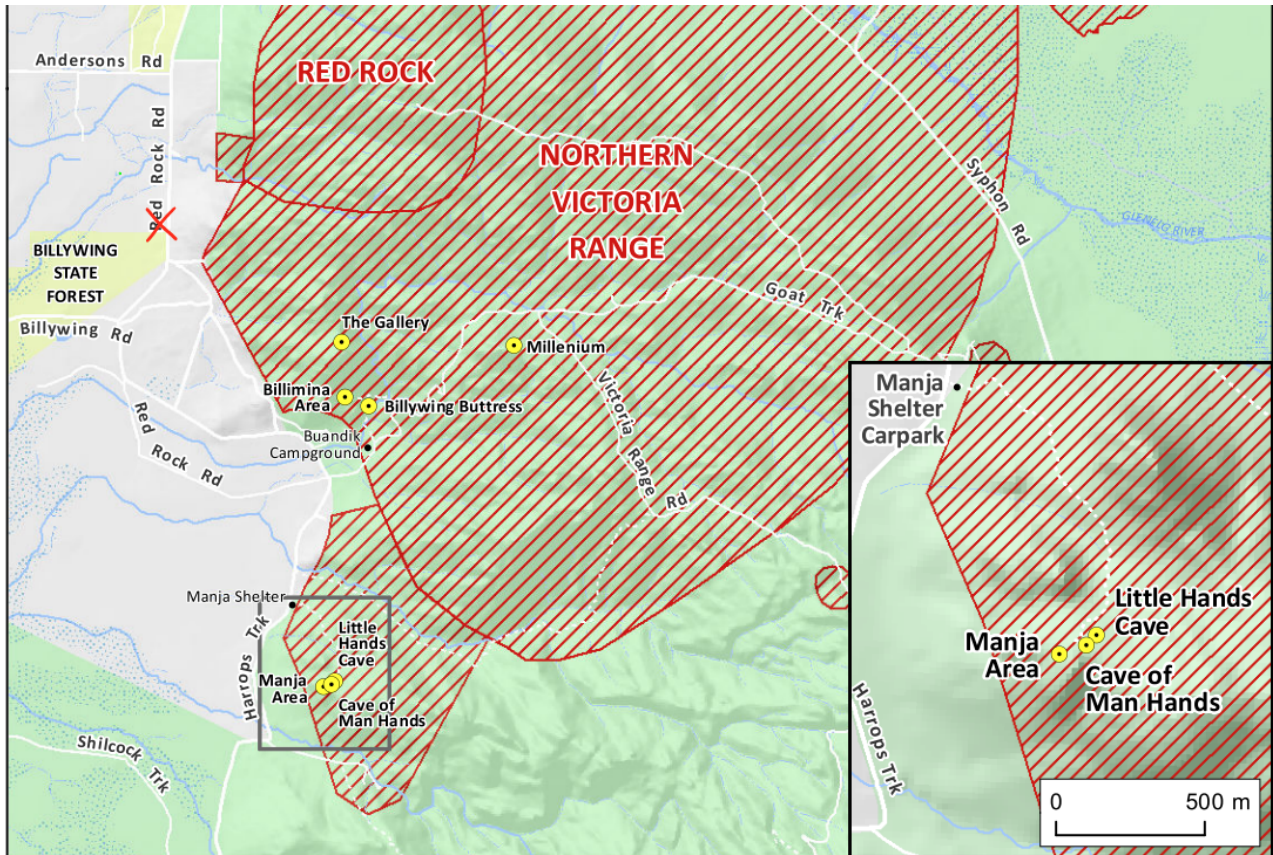 Andersons Rd
RED ROCK
Red Rock Rd
NORTHERN
VICTORIA
RANGE
Syphon Rd
GLENELG RIVER
BILLYWING
STATE
FOREST
Billywing Rd
Goat Trk
The Gallery
Millenium
Billimina
Area
Billywing Buttress
Victoria Range Rd
Buandik
Campground
Red Rock Rd
Manja Shelter
Harrops Trk
Little
Hands
Cave
Manja
Area
Cave of
Man Hands
Shilcock Trk
Manja
Shelter
Carpark
Little Hands
Cave
Manja
Area
Cave of
Man Hands
Harrops Trk
0 500 m